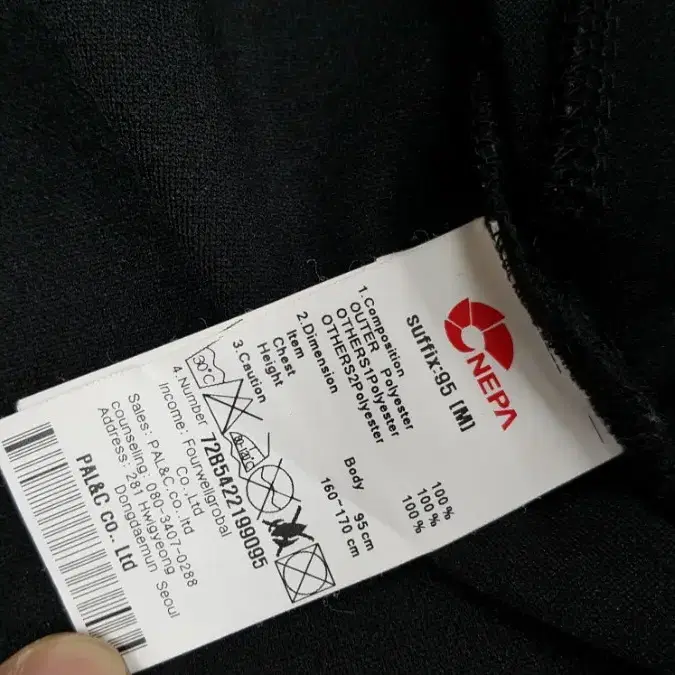 NEPA
suffix:95 [M]
1.Composition
OUTER Polyester 100 %
OTHERS1Polyester 100 %
OTHERS2Polyester 100 %
2.Dimension
Item Body
Chest 95 cm
Height 160~170 cm
3.Caution
30°C
4.Number 72B5422199095
Income: Fourwellgrobal
Co.,Ltd
Sales: PAL&C.co.,ltd
counseling: 080-3407-0288
Address: 281 Hwigyeong
Dongdaemun Seoul
PAL&C CO., Ltd